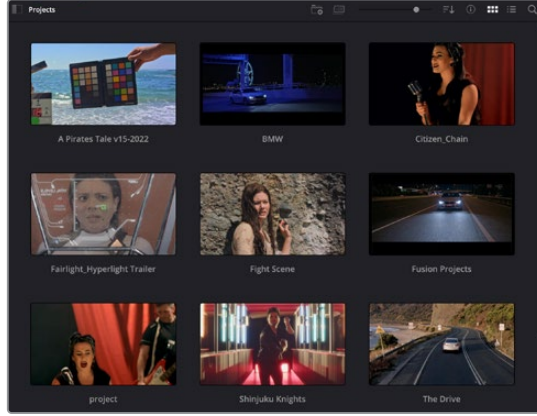 Projects
A Pirates Tale v15-2022
BMW
Citizen_Chain
Fairlight_Hyperlight Trailer
Fight Scene
Fusion Projects
project
Shinjuku Knights
The Drive